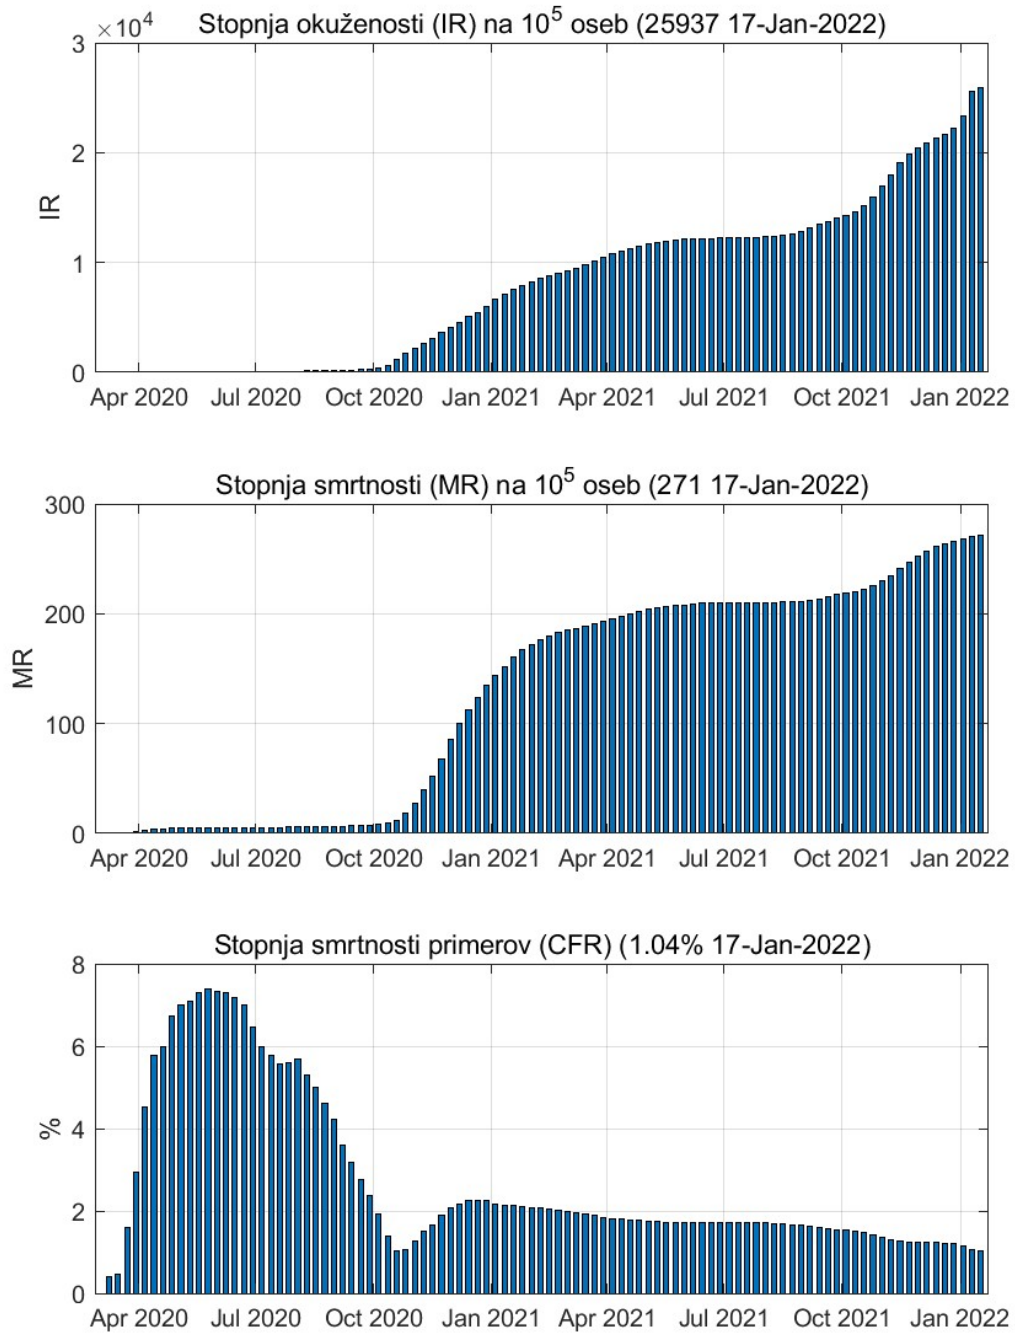 Stopnja okuženosti (IR) na 10^5 oseb (25937 17-Jan-2022)
×10^4
3
2
1
0
IR
Apr 2020 Jul 2020 Oct 2020 Jan 2021 Apr 2021 Jul 2021 Oct 2021 Jan 2022
Stopnja smrtnosti (MR) na 10^5 oseb (271 17-Jan-2022)
300
200
100
0
MR
Apr 2020 Jul 2020 Oct 2020 Jan 2021 Apr 2021 Jul 2021 Oct 2021 Jan 2022
Stopnja smrtnosti primerov (CFR) (1.04% 17-Jan-2022)
8
6
4
2
0
%
Apr 2020 Jul 2020 Oct 2020 Jan 2021 Apr 2021 Jul 2021 Oct 2021 Jan 2022